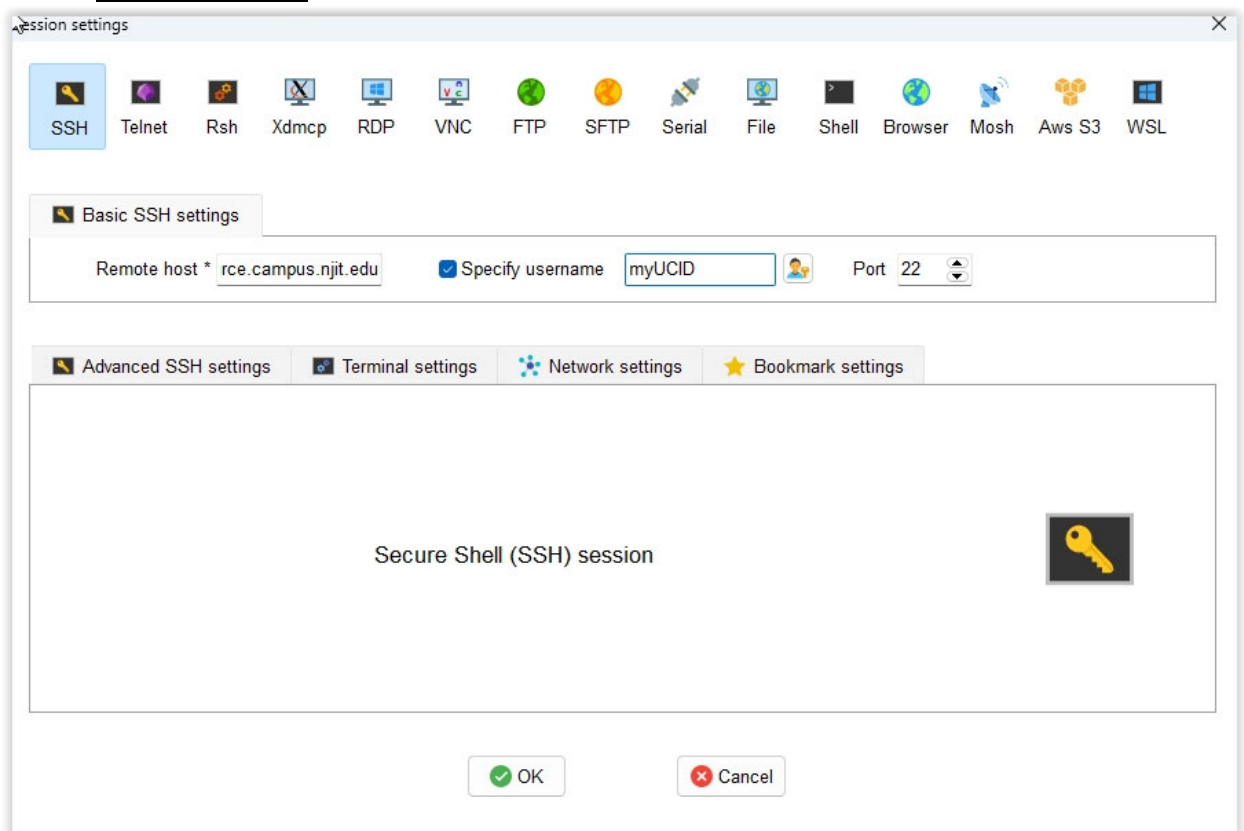 ession settings
SSH Telnet Rsh Xdmcp RDP VNC FTP SFTP Serial File Shell Browser Mosh Aws S3 WSL
Basic SSH settings
Remote host * rce.campus.njit.edu Specify username myUCID Port 22
Advanced SSH settings Terminal settings Network settings Bookmark settings
Secure Shell (SSH) session
OK Cancel